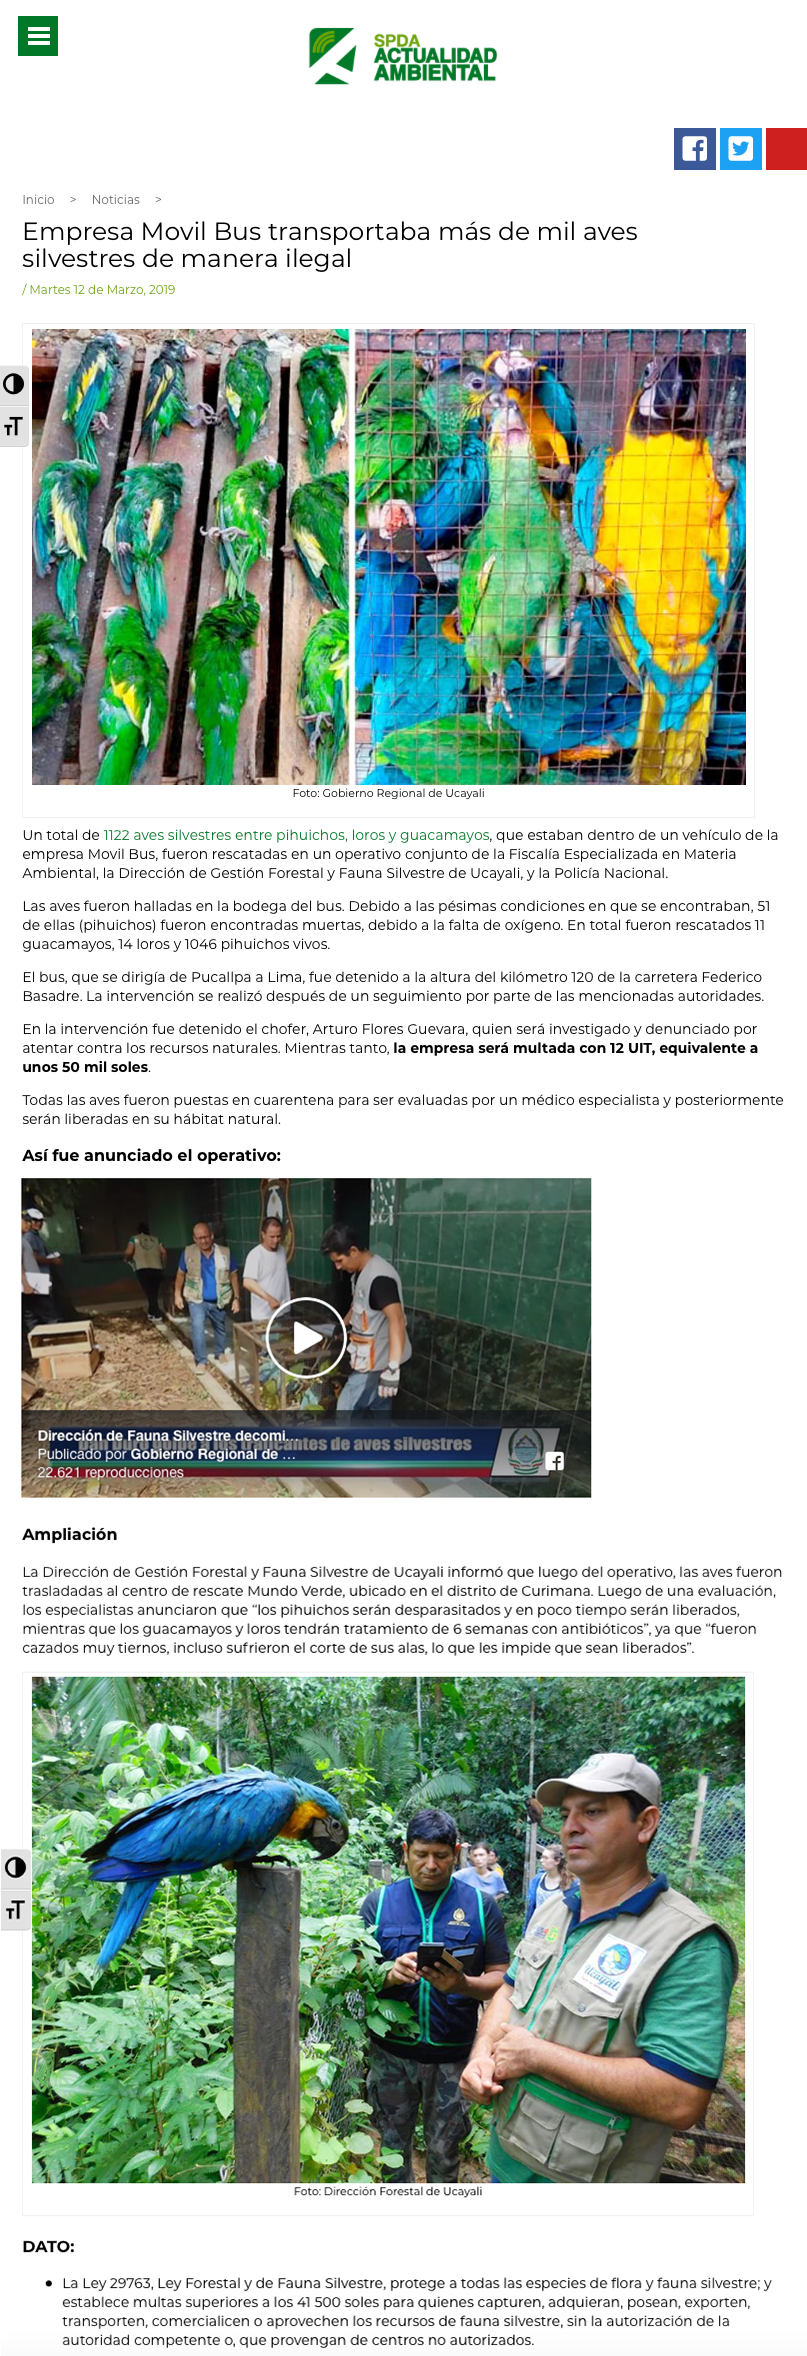 SPDA
ACTUALIDAD
AMBIENTAL
Inicio > Noticias >
Empresa Movil Bus transportaba más de mil aves
silvestres de manera ilegal
/ Martes 12 de Marzo, 2019
Foto: Gobierno Regional de Ucayali
Un total de 1122 aves silvestres entre pihuichos, loros y guacamayos, que estaban dentro de un vehículo de la
empresa Movil Bus, fueron rescatadas en un operativo conjunto de la Fiscalía Especializada en Materia
Ambiental, la Dirección de Gestión Forestal y Fauna Silvestre de Ucayali, y la Policía Nacional.
Las aves fueron halladas en la bodega del bus. Debido a las pésimas condiciones en que se encontraban, 51
de ellas (pihuichos) fueron encontradas muertas, debido a la falta de oxígeno. En total fueron rescatados 11
guacamayos, 14 loros y 1046 pihuichos vivos.
El bus, que se dirigía de Pucallpa a Lima, fue detenido a la altura del kilómetro 120 de la carretera Federico
Basadre. La intervención se realizó después de un seguimiento por parte de las mencionadas autoridades.
En la intervención fue detenido el chofer, Arturo Flores Guevara, quien será investigado y denunciado por
atentar contra los recursos naturales. Mientras tanto, la empresa será multada con 12 UIT, equivalente a
unos 50 mil soles.
Todas las aves fueron puestas en cuarentena para ser evaluadas por un médico especialista y posteriormente
serán liberadas en su hábitat natural.
Así fue anunciado el operativo:
Dirección de Fauna Silvestre decomi...
dan duro golpe a los traficantes de aves silvestres
Publicado por Gobierno Regional de ...
22,621 reproducciones
Ampliación
La Dirección de Gestión Forestal y Fauna Silvestre de Ucayali informó que luego del operativo, las aves fueron
trasladadas al centro de rescate Mundo Verde, ubicado en el distrito de Curimana. Luego de una evaluación,
los especialistas anunciaron que “los pihuichos serán desparasitados y en poco tiempo serán liberados,
mientras que los guacamayos y loros tendrán tratamiento de 6 semanas con antibióticos”, ya que “fueron
cazados muy tiernos, incluso sufrieron el corte de sus alas, lo que les impide que sean liberados”.
Ucayali
Foto: Dirección Forestal de Ucayali
DATO:
• La Ley 29763, Ley Forestal y de Fauna Silvestre, protege a todas las especies de flora y fauna silvestre; y
establece multas superiores a los 41 500 soles para quienes capturen, adquieran, posean, exporten,
transporten, comercialicen o aprovechen los recursos de fauna silvestre, sin la autorización de la
autoridad competente o, que provengan de centros no autorizados.